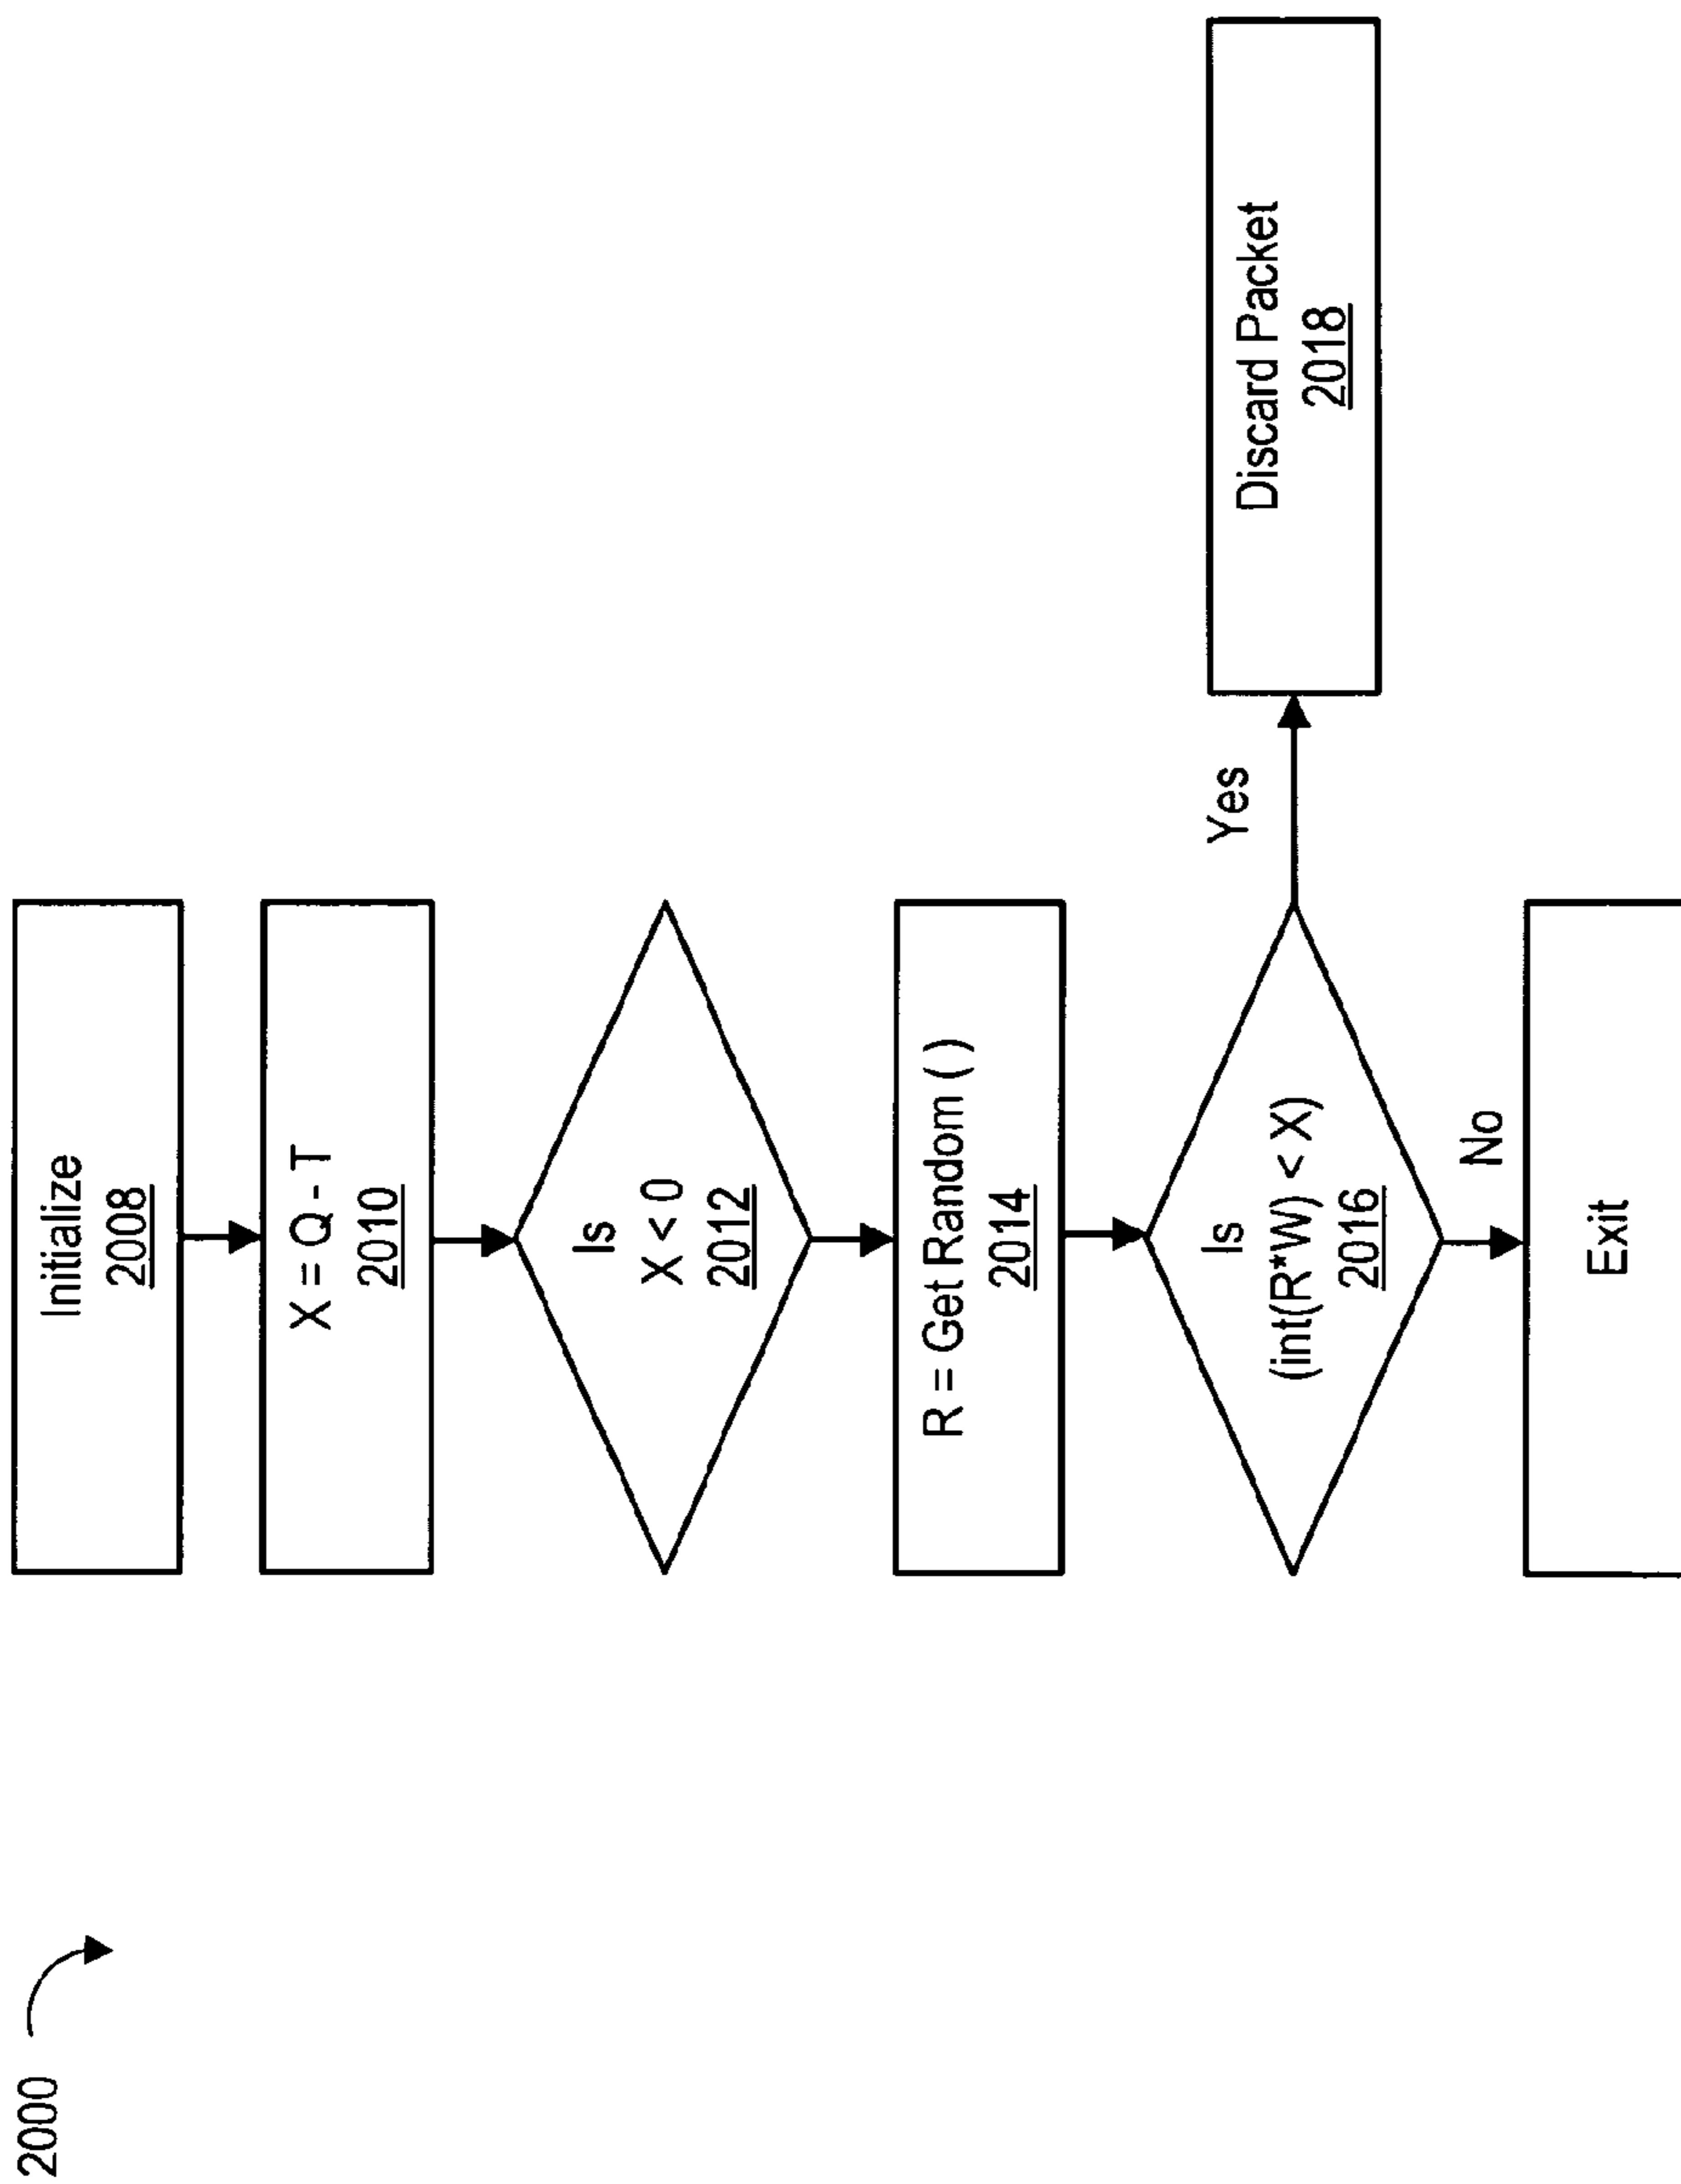 2000
Initialize
2008
X = Q - T
2010
Is
X < 0
2012
R = Get Random ( )
2014
Is
(int(R*W) < X)
2016
Yes
Discard Packet
2018
No
Exit